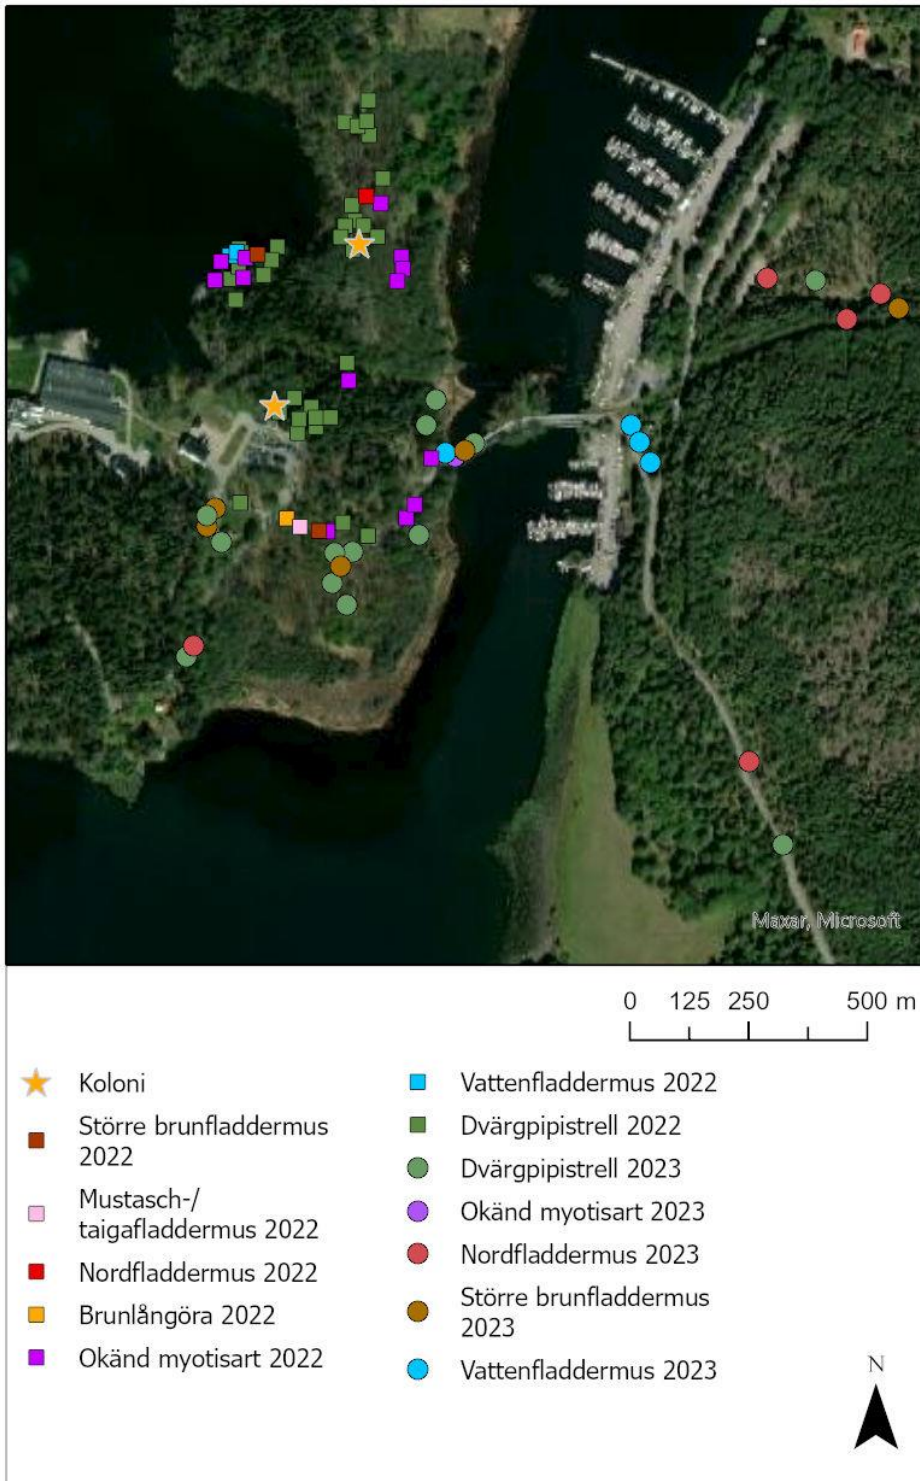 Maxar, Microsoft
0 125 250 500 m
Koloni
Större brunfladdermus
2022
Mustasch-/
taigafladdermus 2022
Nordfladdermus 2022
Brunlångöra 2022
Okänd myotisart 2022
Vattenfladdermus 2022
Dvärgpipistrell 2022
Dvärgpipistrell 2023
Okänd myotisart 2023
Nordfladdermus 2023
Större brunfladdermus
2023
Vattenfladdermus 2023
N